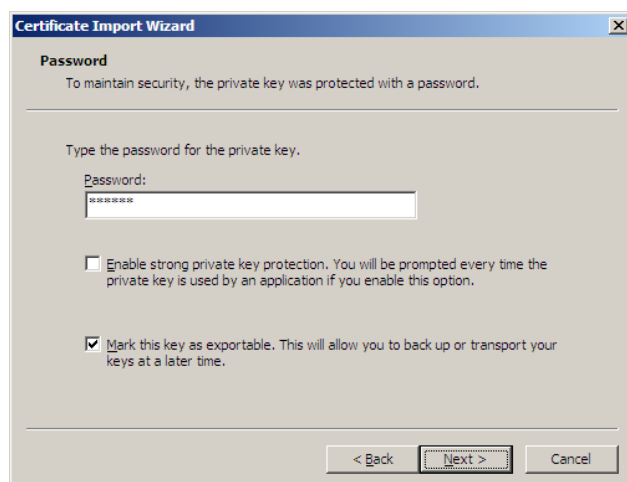 Certificate Import Wizard
Password
To maintain security, the private key was protected with a password.
Type the password for the private key.
Password:
******
Enable strong private key protection. You will be prompted every time the
private key is used by an application if you enable this option.
Mark this key as exportable. This will allow you to back up or transport your
keys at a later time.
< Back Next > Cancel